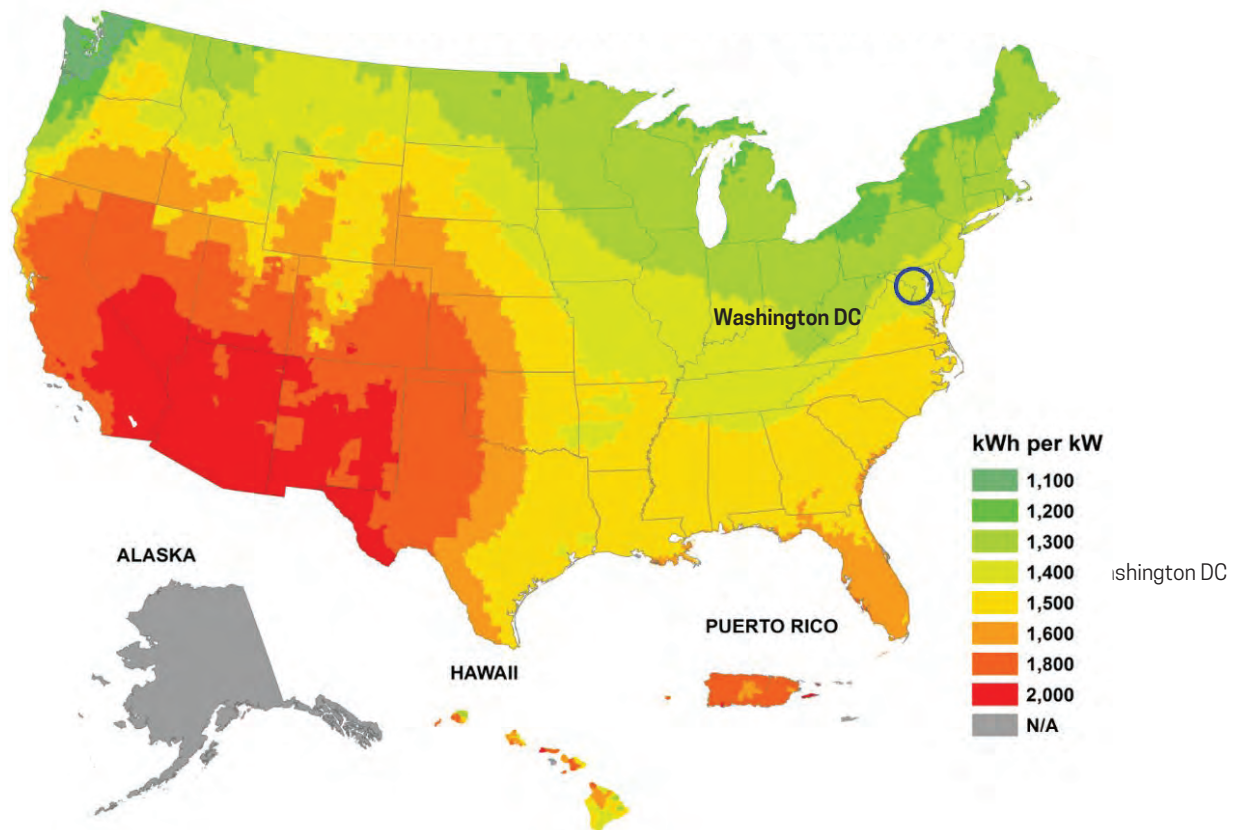 Washington DC
kWh per kW
1,100
1,200
1,300
1,400
1,500
1,600
1,800
2,000
N/A
ALASKA
HAWAII
PUERTO RICO
DC